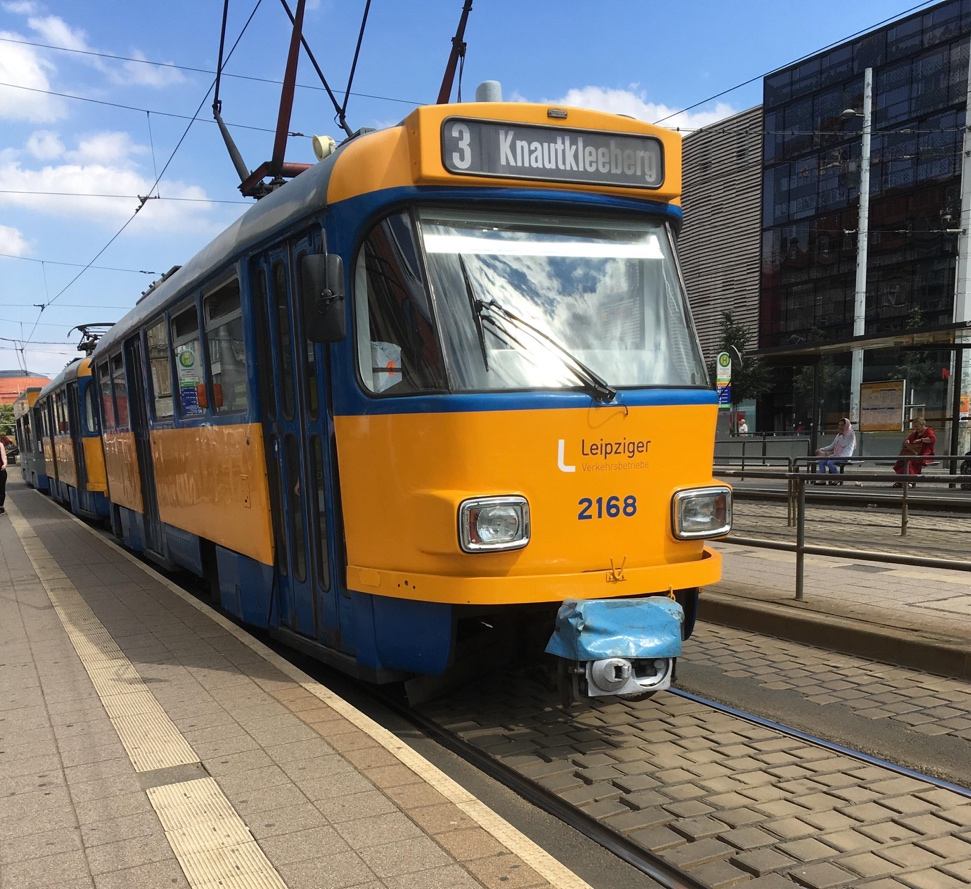 3 Knautkleeberg
Leipziger
Verkehrsbetriebe
2168
H